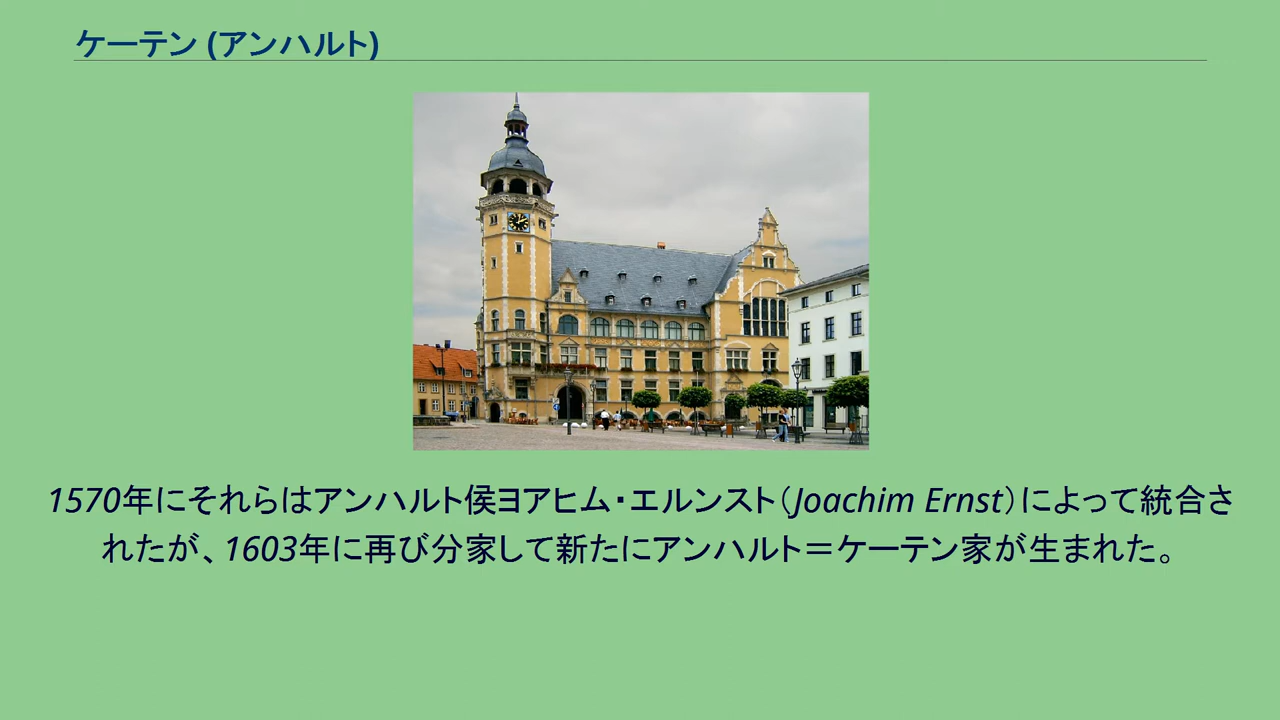 ケーテン (アンハルト)
1570年にそれらはアンハルト侯ヨアヒム・エルンスト（Joachim Ernst）によって統合さ
れたが、1603年に再び分家して新たにアンハルト＝ケーテン家が生まれた。